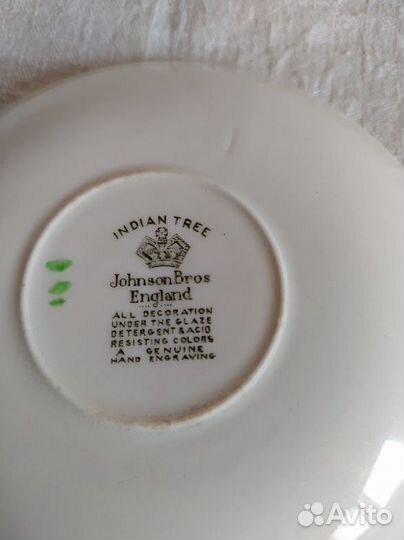 INDIAN TREE
Johnson Bros
England
ALL DECORATION
UNDER THE GLAZE
DETERGENT & ACID
RESISTING COLORS
A GENUINE
HAND ENGRAVING
Avito